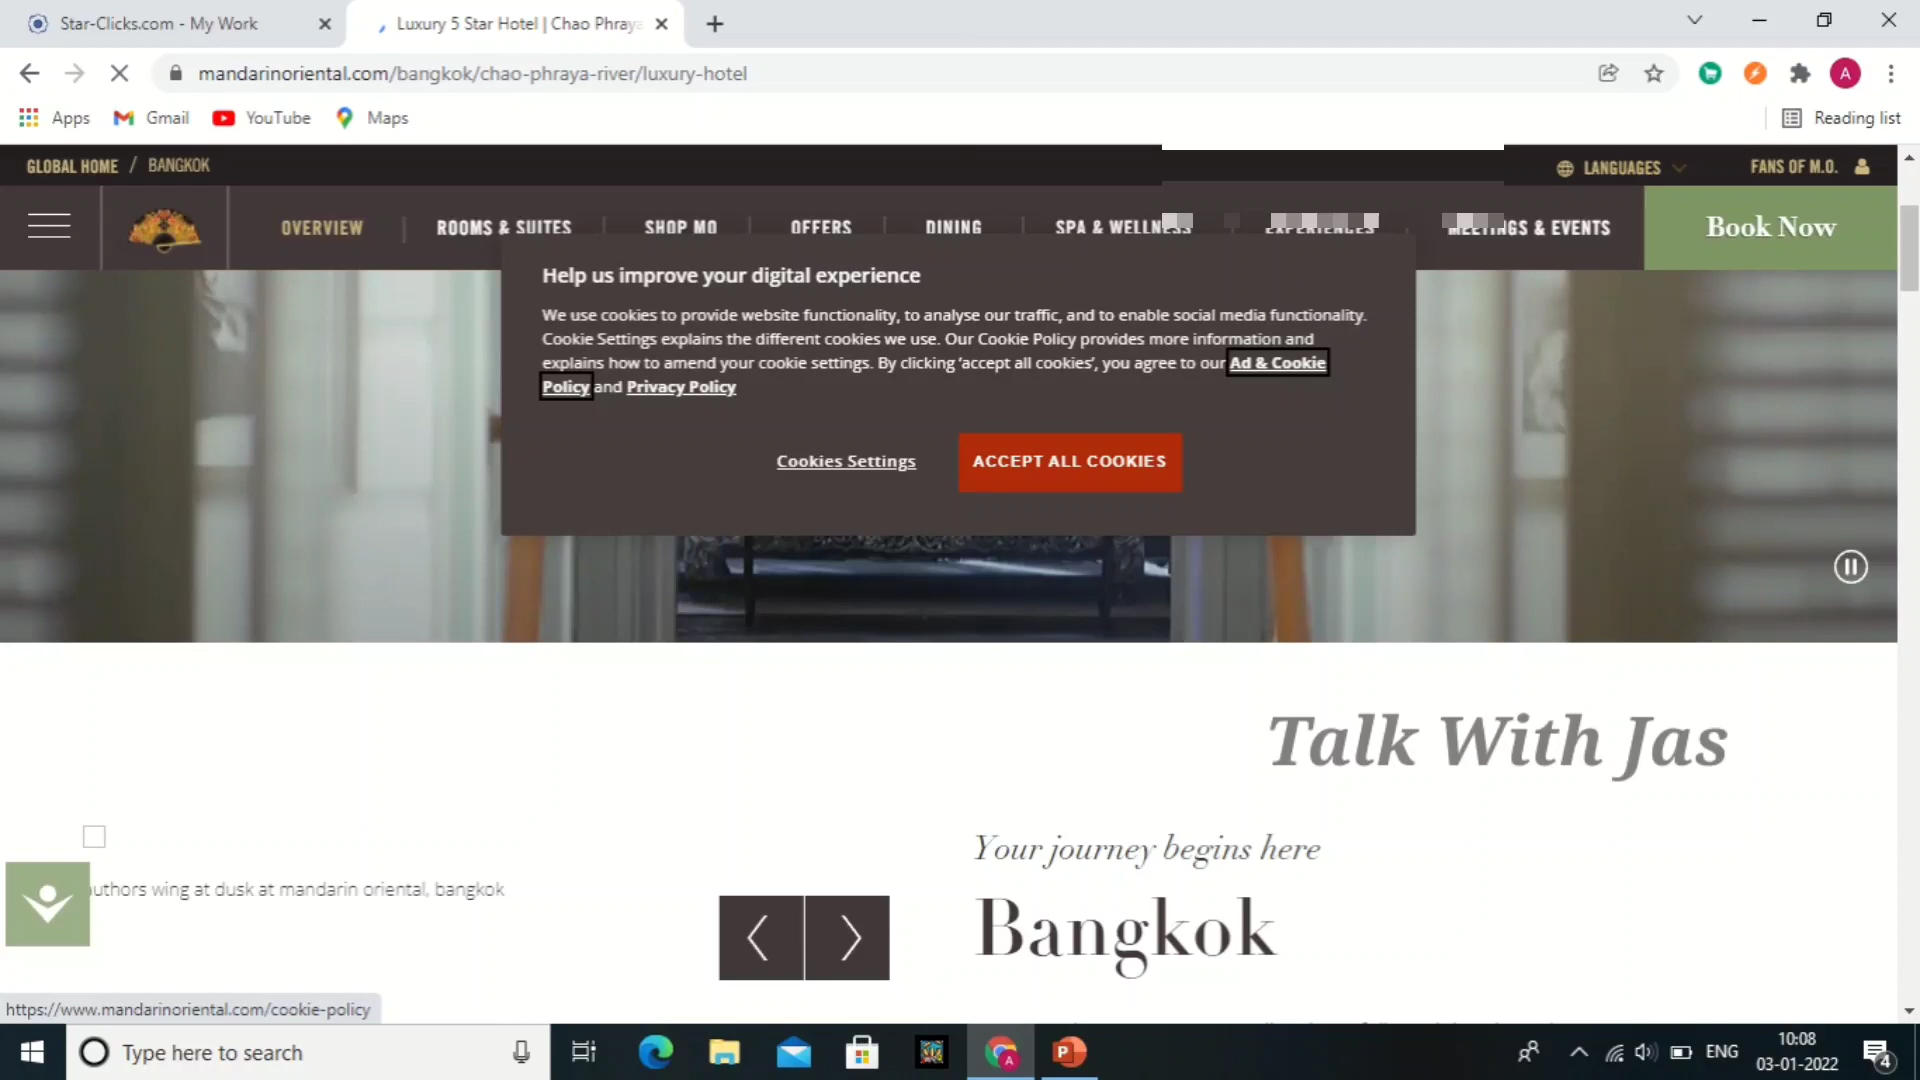 Star-Clicks.com - My Work
Luxury 5 Star Hotel | Chao Phraya
mandarinoriental.com/bangkok/chao-phraya-river/luxury-hotel
A
Apps
Gmail
YouTube
Maps
Reading list
GLOBAL HOME / BANGKOK
LANGUAGES
FANS OF M.O.
OVERVIEW
ROOMS & SUITES
SHOP MO
OFFERS
DINING
SPA & WELLNESS
EXPERIENCES
MEETINGS & EVENTS
Book Now
Help us improve your digital experience
We use cookies to provide website functionality, to analyse our traffic, and to enable social media functionality.
Cookie Settings explains the different cookies we use. Our Cookie Policy provides more information and
explains how to amend your cookie settings. By clicking ‘accept all cookies’, you agree to our Ad & Cookie
Policy and Privacy Policy
Cookies Settings
ACCEPT ALL COOKIES
Talk With Jas
Your journey begins here
uthors wing at dusk at mandarin oriental, bangkok
Bangkok
https://www.mandarinoriental.com/cookie-policy
Type here to search
A
P
ENG
10:08
03-01-2022
4